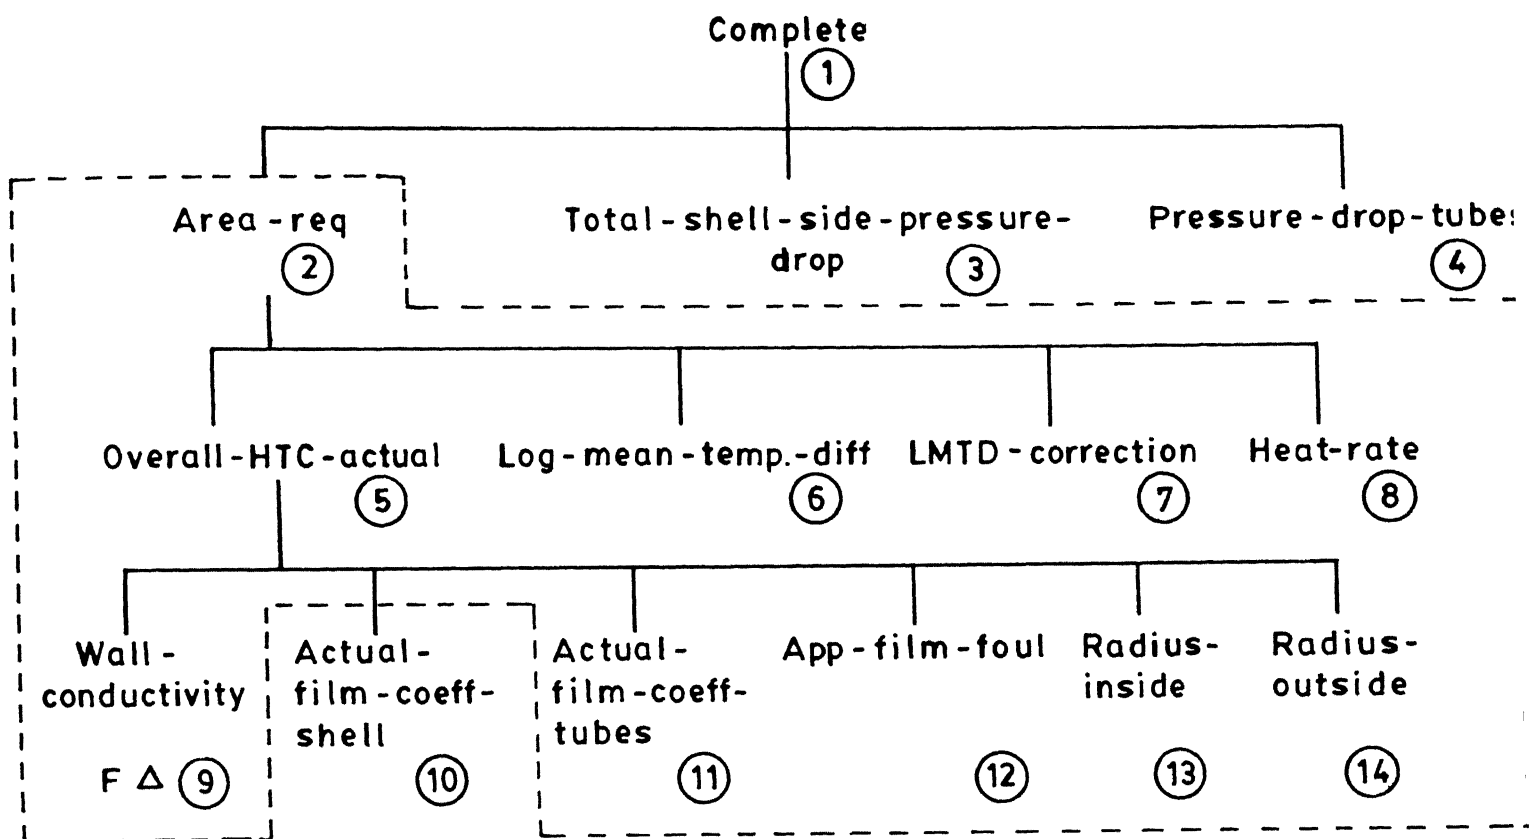 Complete
1
Area-req
2
Total-shell-side-pressure-
drop
3
Pressure-drop-tubes
4
Overall-HTC-actual
5
Log-mean-temp.-diff
6
LMTD-correction
7
Heat-rate
8
Wall-
conductivity
F Δ 9
Actual-
film-coeff-
shell
10
Actual-
film-coeff-
tubes
11
App-film-foul
12
Radius-
inside
13
Radius-
outside
14